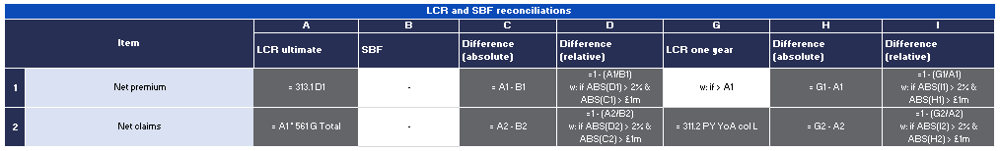 LCR and SBF reconciliations
Item
A
B
C
D
G
H
I
LCR ultimate
SBF
Difference
(absolute)
Difference
(relative)
LCR one year
Difference
(absolute)
Difference
(relative)
1
Net premium
= 313.1 D1
-
= A1 - B1
=1 - (A1/B1)
w: if ABS(D1) > 2% &
ABS(C1) > £1m
w: if > A1
= G1 - A1
=1 - (G1/A1)
w: if ABS(I1) > 2% &
ABS(H1) > £1m
2
Net claims
= A1* 561 G Total
-
= A2 - B2
=1 - (A2/B2)
w: if ABS(D2) > 2% &
ABS(C2) > £1m
= 311.2 PY YoA col L
= G2 - A2
=1 - (G2/A2)
w: if ABS(I2) > 2% &
ABS(H2) > £1m